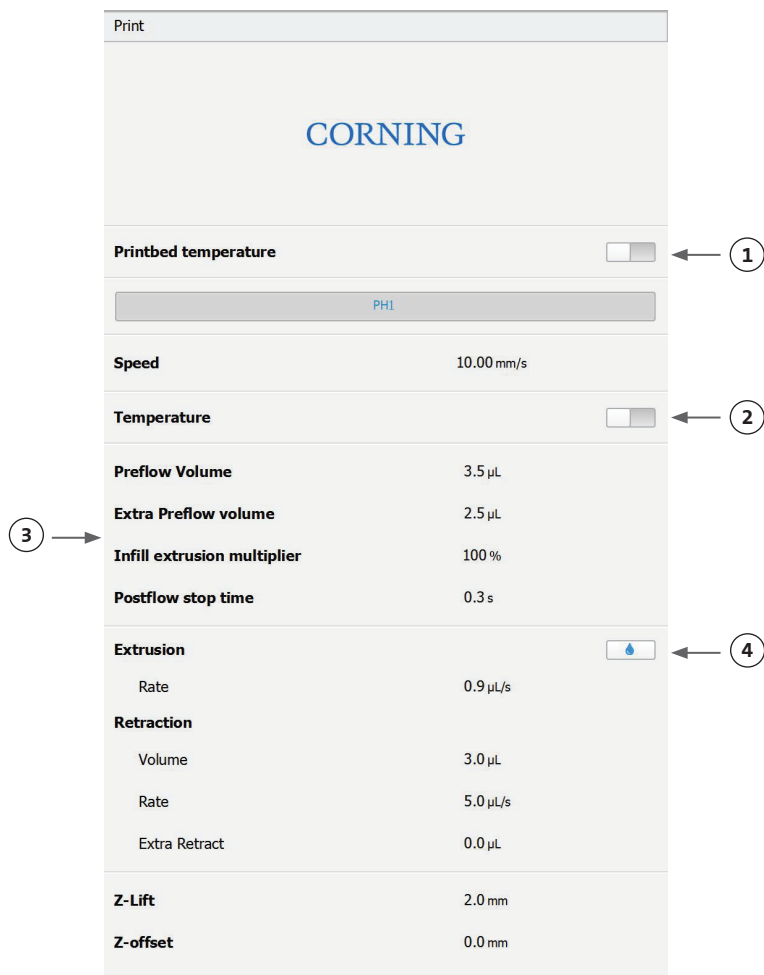 Print
CORNING
Printbed temperature
1
PH1
Speed 10.00 mm/s
Temperature
2
Preflow Volume 3.5 µL
Extra Preflow volume 2.5 µL
3
Infill extrusion multiplier 100 %
Postflow stop time 0.3 s
Extrusion
4
Rate 0.9 µL/s
Retraction
Volume 3.0 µL
Rate 5.0 µL/s
Extra Retract 0.0 µL
Z-Lift 2.0 mm
Z-offset 0.0 mm